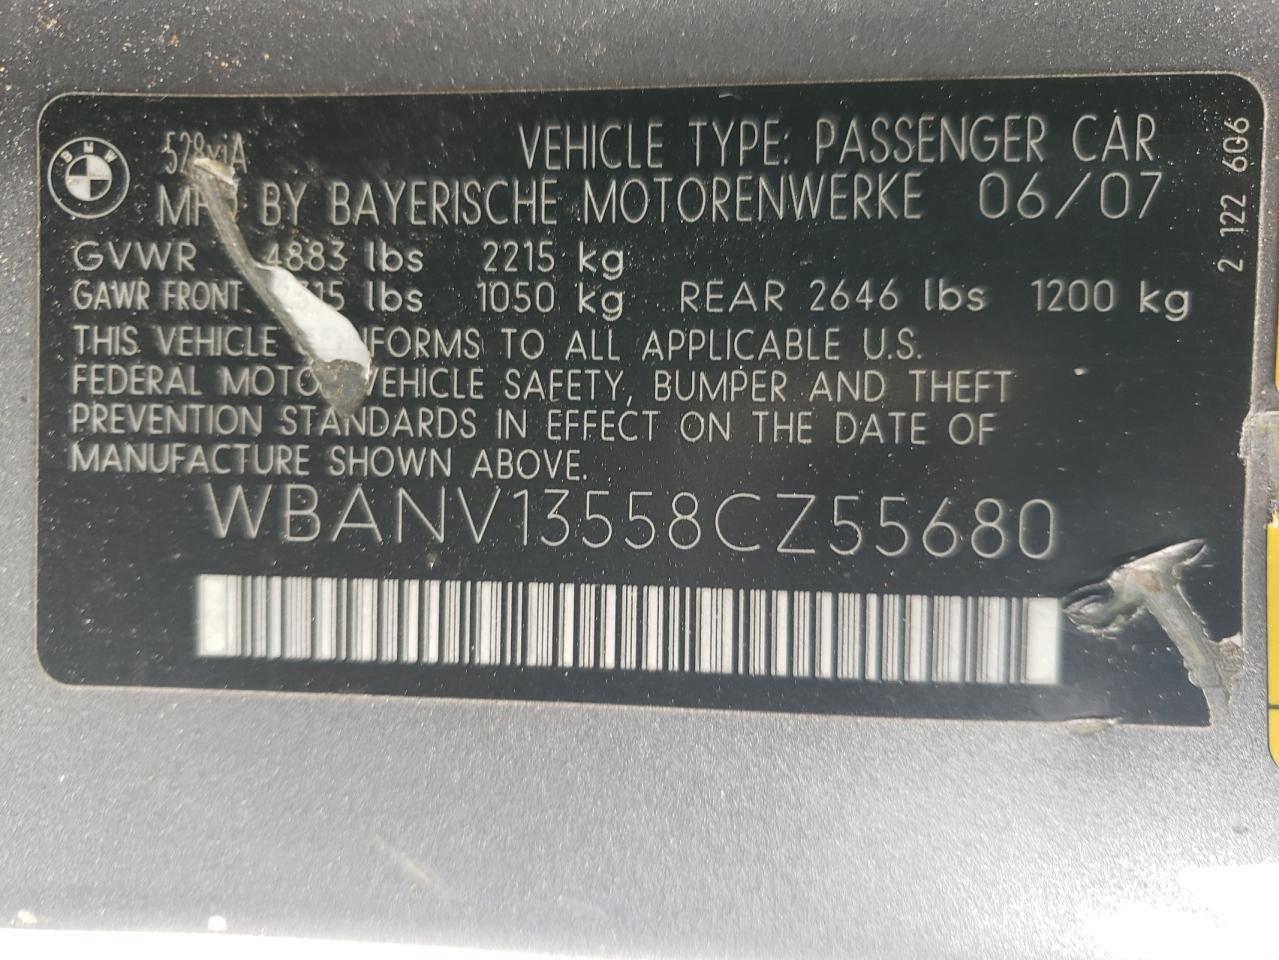 BMW
528xiA
VEHICLE TYPE: PASSENGER CAR
BY BAYERISCHE MOTORENWERKE 06/07
GVWR 4883 lbs 2215 kg
GAWR FRONT lbs 1050 kg REAR 2646 lbs 1200 kg
THIS VEHICLE TO ALL APPLICABLE U.S.
FEDERAL VEHICLE SAFETY, BUMPER AND THEFT
PREVENTION STANDARDS IN EFFECT ON THE DATE OF
MANUFACTURE SHOWN ABOVE.
WBANV13558CZ55680
2 122 606